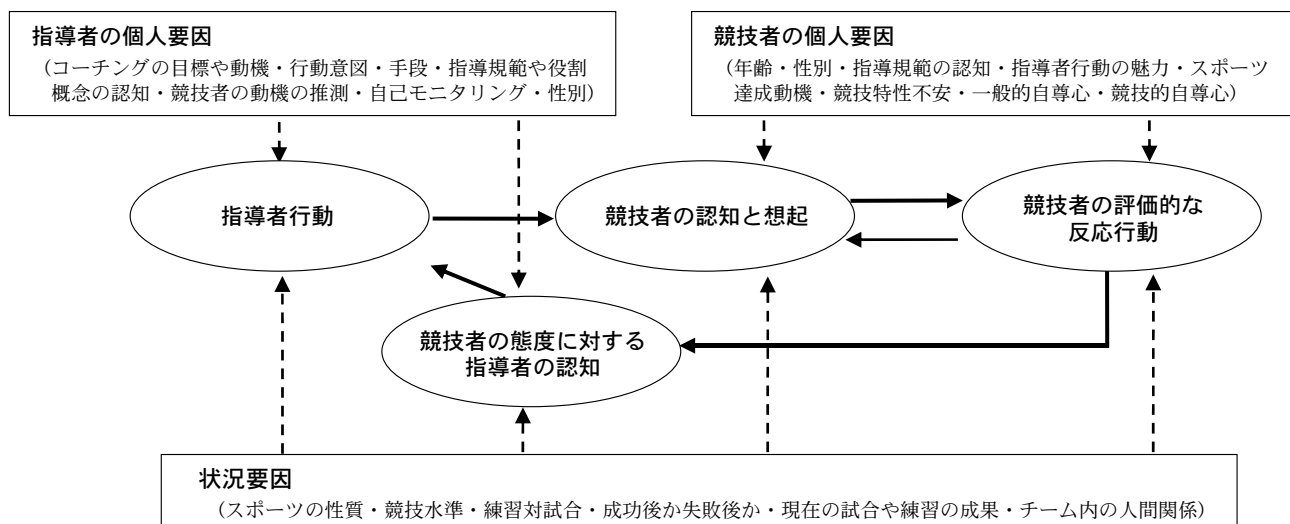 指導者の個人要因
（コーチングの目標や動機・行動意図・手段・指導規範や役割
概念の認知・競技者の動機の推測・自己モニタリング・性別）
競技者の個人要因
（年齢・性別・指導規範の認知・指導者行動の魅力・スポーツ
達成動機・競技特性不安・一般的自尊心・競技的自尊心）
指導者行動
競技者の認知と想起
競技者の評価的な
反応行動
競技者の態度に対する
指導者の認知
状況要因
（スポーツの性質・競技水準・練習対試合・成功後か失敗後か・現在の試合や練習の成果・チーム内の人間関係）